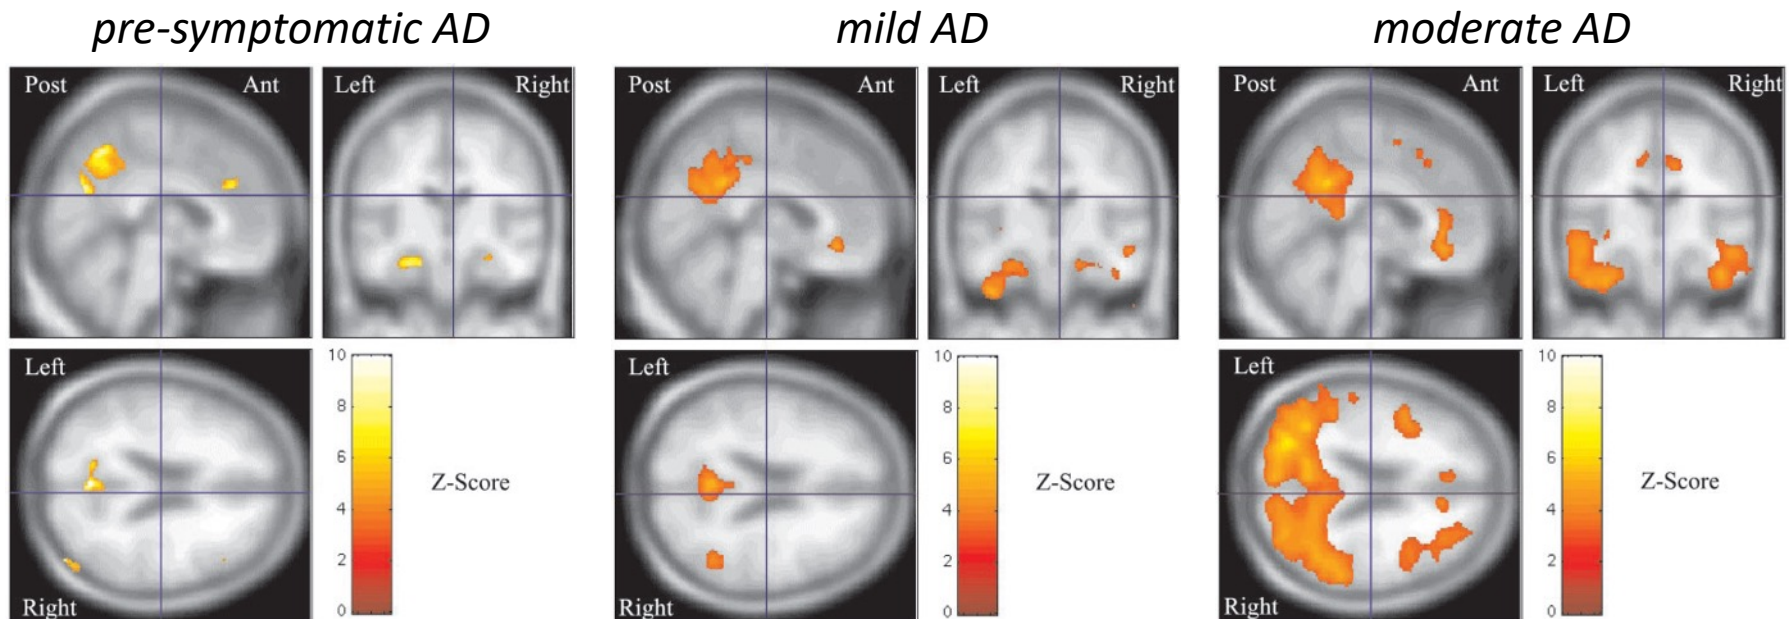 pre-symptomatic AD
mild AD
moderate AD
Post Ant
Left Right
Post Ant
Left Right
Post Ant
Left Right
Left
Right
10
8
6
4
2
0
Z-Score
Left
Right
10
8
6
4
2
0
Z-Score
Left
Right
10
8
6
4
2
0
Z-Score